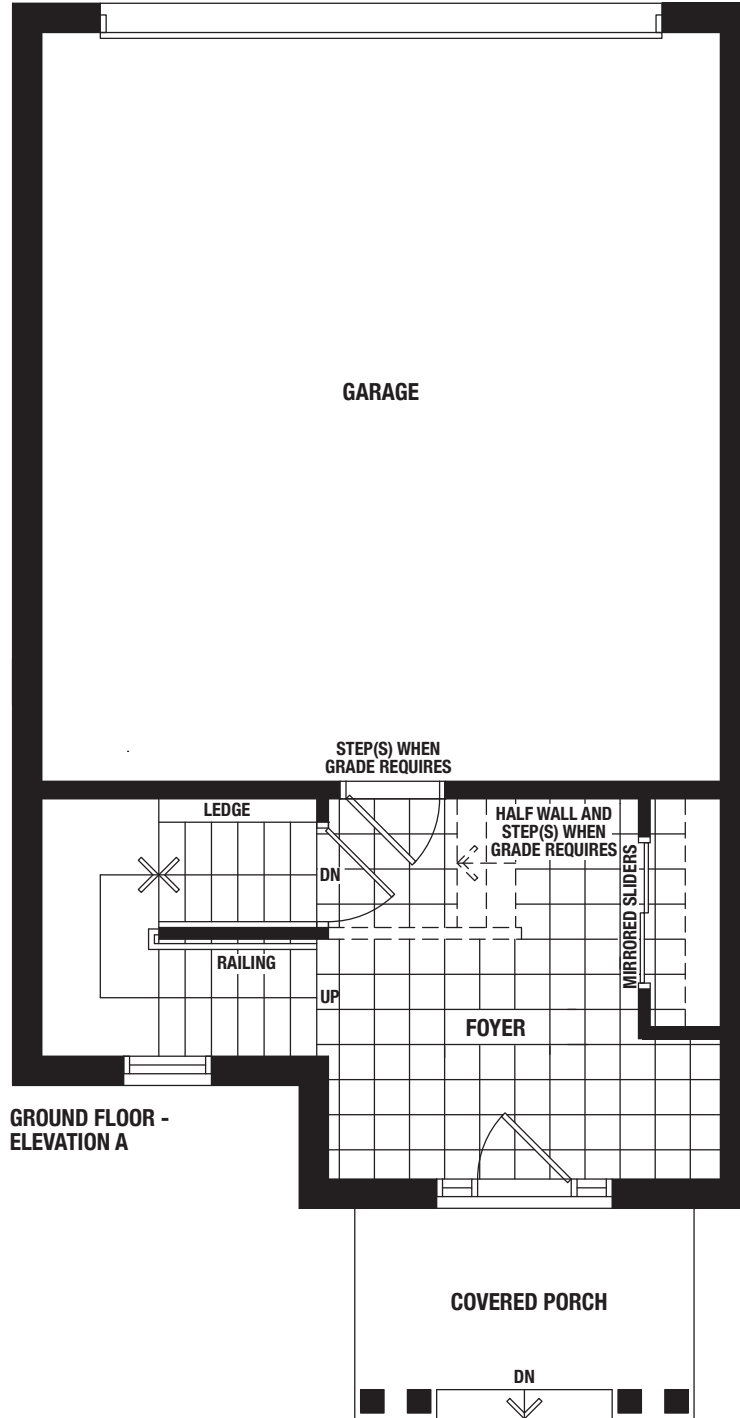 GARAGE
STEP(S) WHEN
GRADE REQUIRES
LEDGE
HALF WALL AND
STEP(S) WHEN
GRADE REQUIRES
DN
MIRRORED SLIDERS
RAILING
UP
FOYER
GROUND FLOOR -
ELEVATION A
COVERED PORCH
DN